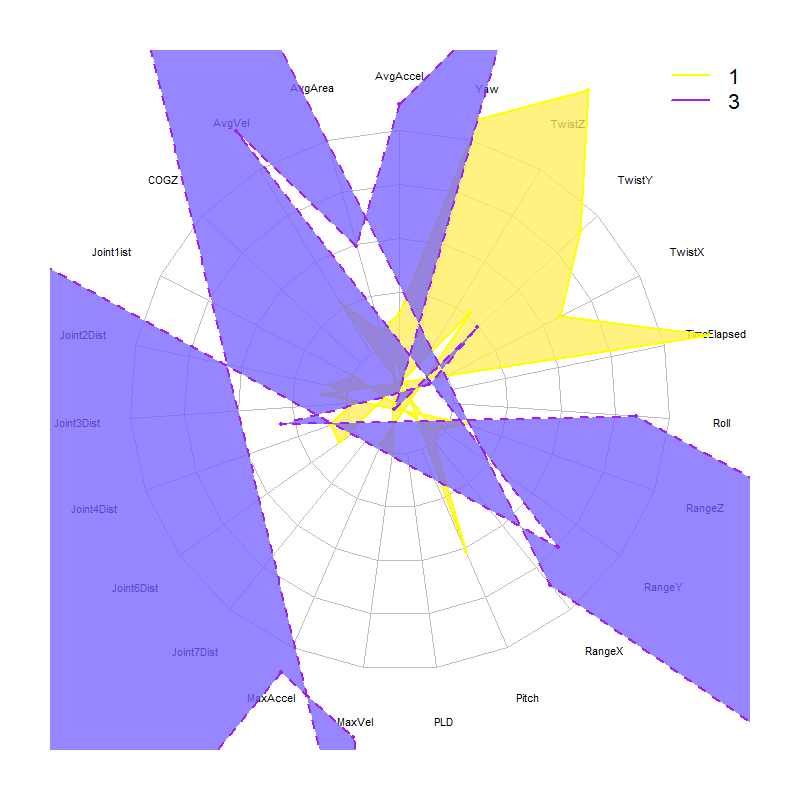 AvgAccel
AvgArea
Yaw
1
3
AvgVel
TwistZ
COGZ
TwistY
Joint1ist
TwistX
Joint2Dist
TimeElapsed
Joint3Dist
Roll
Joint4Dist
RangeZ
Joint6Dist
RangeY
Joint7Dist
RangeX
MaxAccel
Pitch
MaxVel
PLD